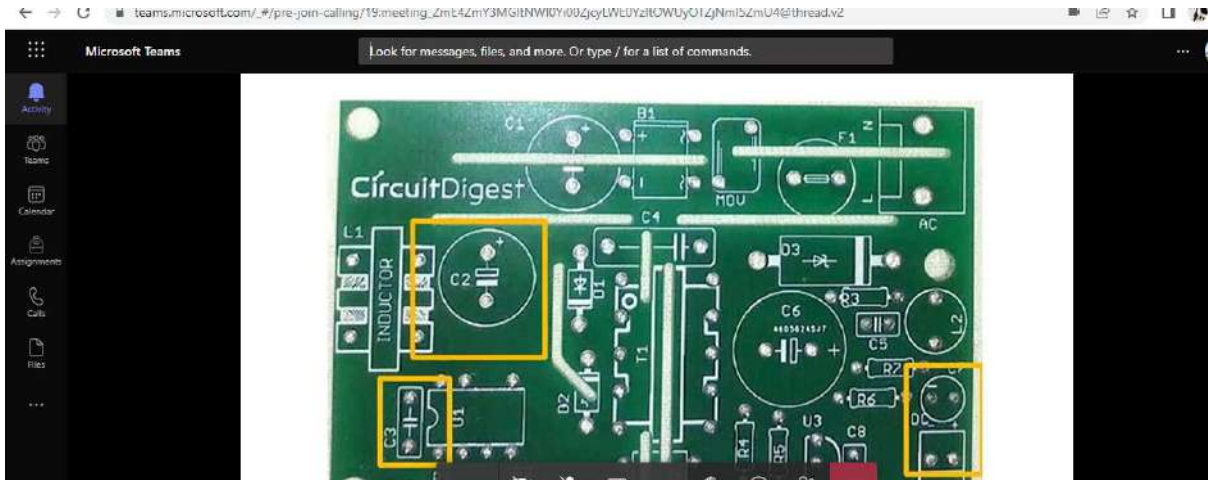 Microsoft Teams
Look for messages, files, and more. Or type / for a list of commands.
Activity
Teams
Calendar
Assignments
Calls
Files
C1
+
B1
+
MOV
F1
N
L
AC
CircuitDigest
L1
INDUCTOR
C2
+
C4
D1
D3
C6
+
R3
C5
L2
R7
R6
T1
B2
C3
U1
R4
R5
U3
C8